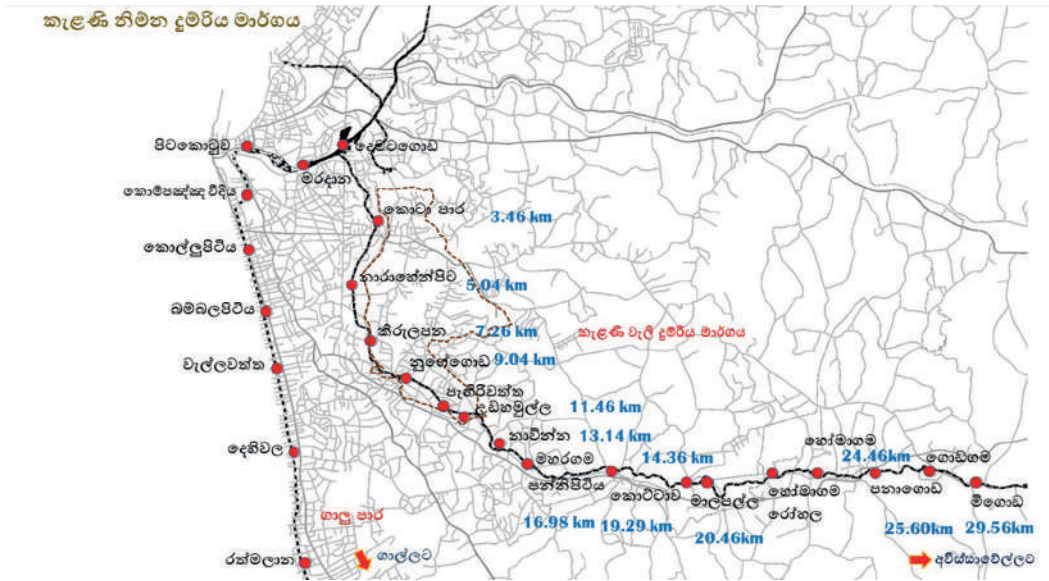 කැළණි නිම්න දුම්රිය මාර්ගය
පිටකොටුව
දෙමටගොඩ
මරදාන
කොම්පඤ්ඤ වීදිය
කොටා පාර 3.46 km
කොල්ලුපිටිය
නාරාහේන්පිට 5.04 km
බම්බලපිටිය
කිරුලපන 7.26 km
කැළණි වැලි දුම්රිය මාර්ගය
නුගේගොඩ 9.04 km
වැල්ලවත්ත
පැඟිරිවත්ත
උඩහමුල්ල 11.46 km
නාවින්න 13.14 km
දෙහිවල
මහරගම
14.36 km
හෝමාගම
24.46km
ගොඩගම
පන්නිපිටිය
කොට්ටාව
මාලපල්ල
හෝමාගම
රෝහල
පනාගොඩ
මීගොඩ
ගාලු පාර
16.98 km 19.29 km
20.46km
25.60km 29.56km
රත්මලාන
ගාල්ලට
අවිස්සාවේල්ලට